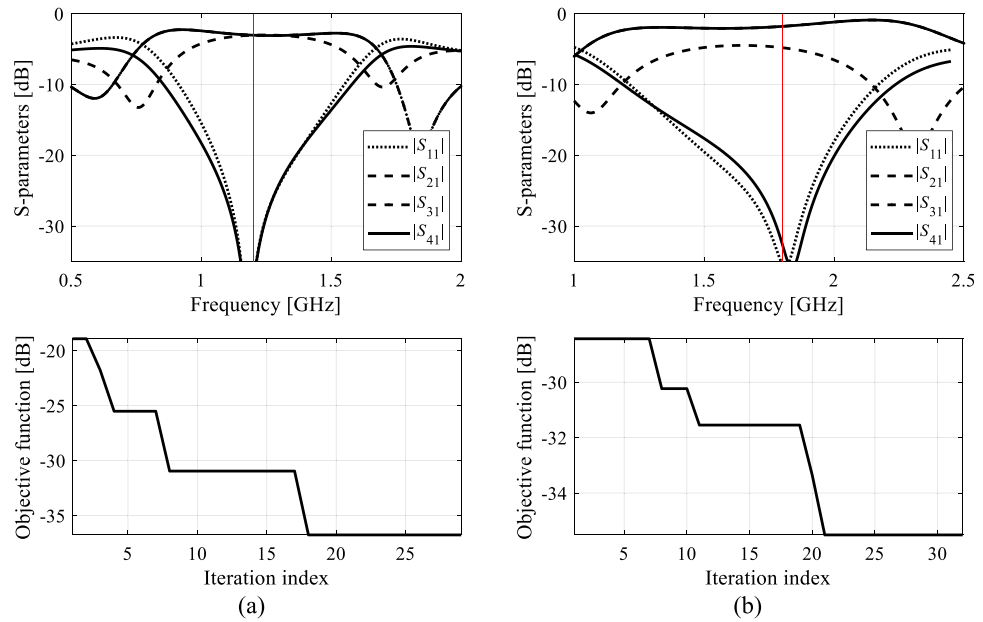 0
-10
-20
-30
S-parameters [dB]
|S11|
|S21|
|S31|
|S41|
0.5
1
1.5
2
Frequency [GHz]
0
-10
-20
-30
S-parameters [dB]
|S11|
|S21|
|S31|
|S41|
1
1.5
2
2.5
Frequency [GHz]
-20
-25
-30
-35
Objective function [dB]
5
10
15
20
25
Iteration index
(a)
-30
-32
-34
Objective function [dB]
5
10
15
20
25
30
Iteration index
(b)